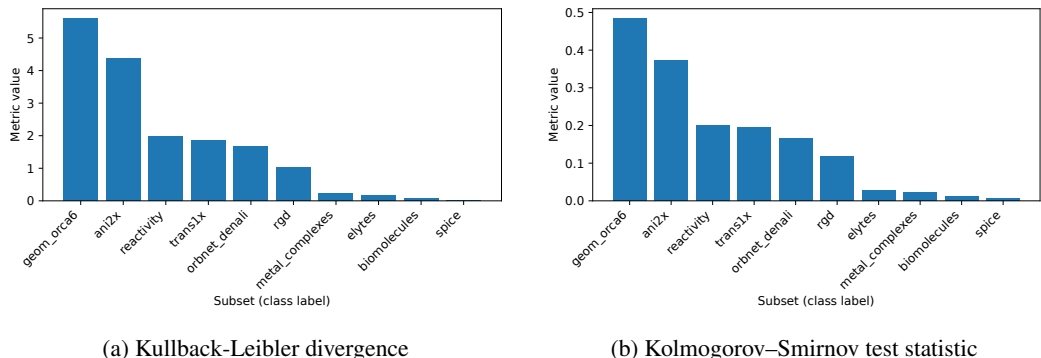 5
4
3
2
1
0
Metric value
geom_orca6
ani2x
reactivity
trans1x
orbnet_denali
rgd
metal_complexes
elytes
biomolecules
spice
Subset (class label)
(a) Kullback-Leibler divergence
0.5
0.4
0.3
0.2
0.1
0.0
Metric value
geom_orca6
ani2x
reactivity
trans1x
orbnet_denali
rgd
elytes
metal_complexes
biomolecules
spice
Subset (class label)
(b) Kolmogorov–Smirnov test statistic